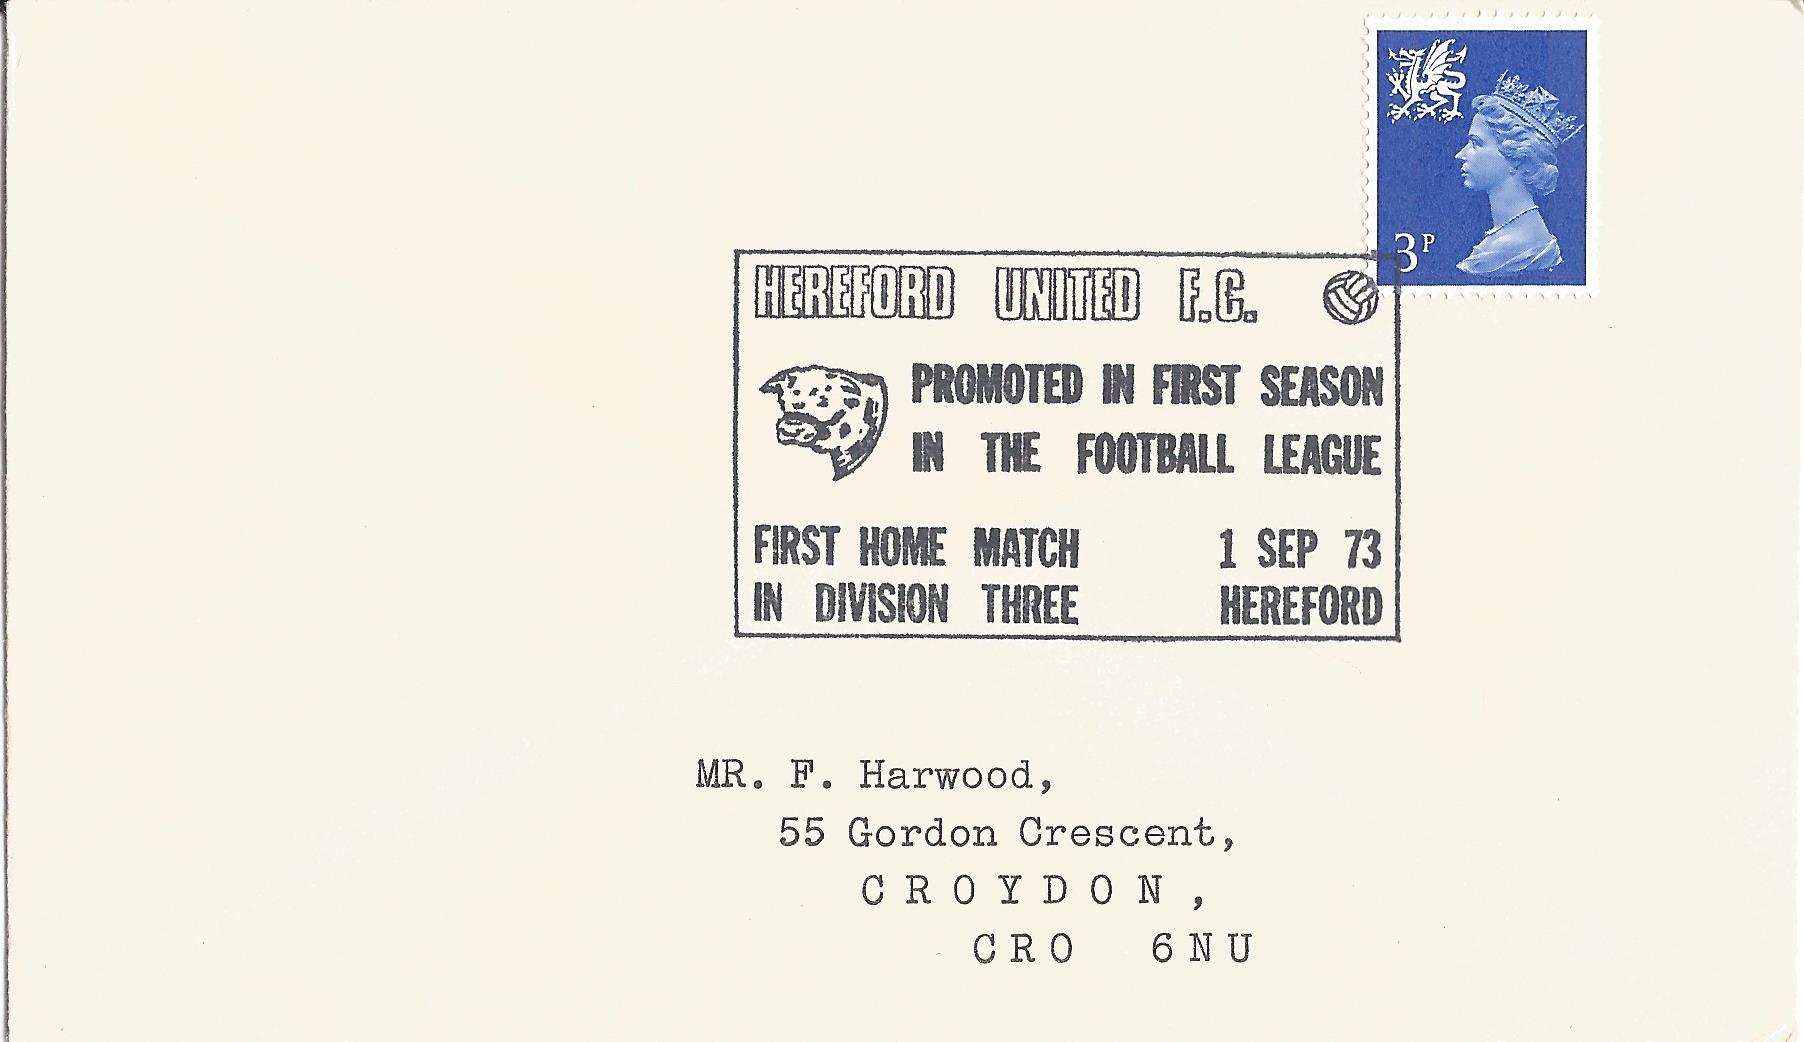 3P
HEREFORD UNITED F.C.
PROMOTED IN FIRST SEASON
IN THE FOOTBALL LEAGUE
FIRST HOME MATCH 1 SEP 73
IN DIVISION THREE HEREFORD
MR. F. Harwood,
55 Gordon Crescent,
CROYDON,
CRO 6NU